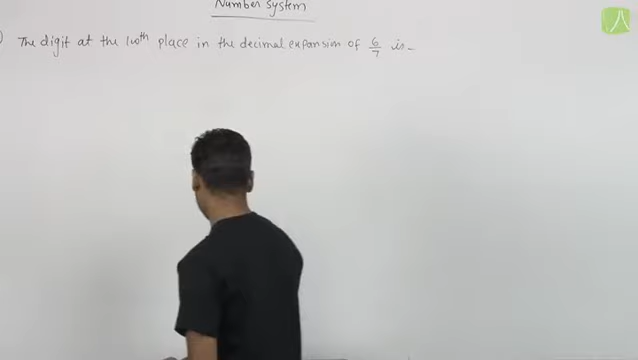 Number System
) The digit at the 100th place in the decimal expansion of 6/7 is-